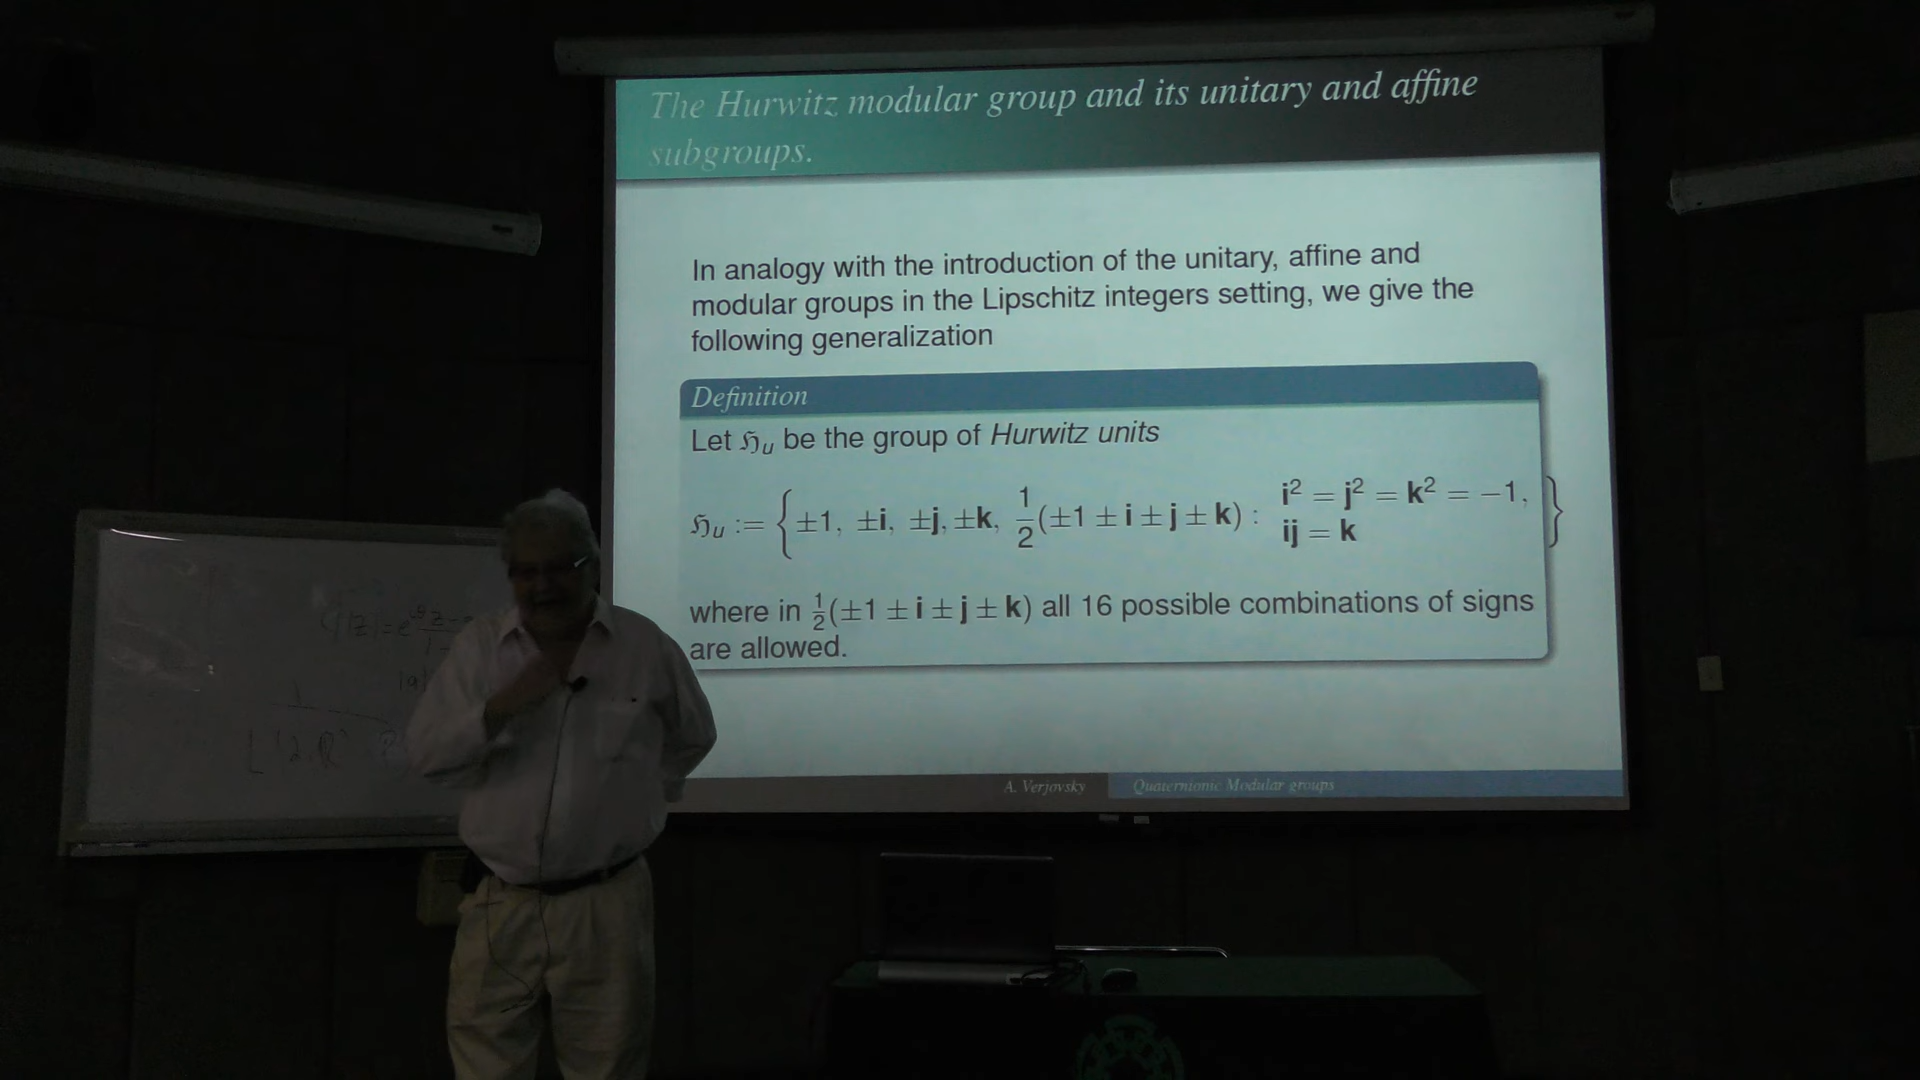 The Hurwitz modular group and its unitary and affine
subgroups.
In analogy with the introduction of the unitary, affine and
modular groups in the Lipschitz integers setting, we give the
following generalization
Definition
Let ℌᵤ be the group of Hurwitz units
ℌᵤ := { ±1, ±i, ±j, ±k, 1/2(±1 ± i ± j ± k) : i² = j² = k² = −1, ij = k }
where in 1/2(±1 ± i ± j ± k) all 16 possible combinations of signs
are allowed.
A. Verjovsky Quaternionic Modular groups